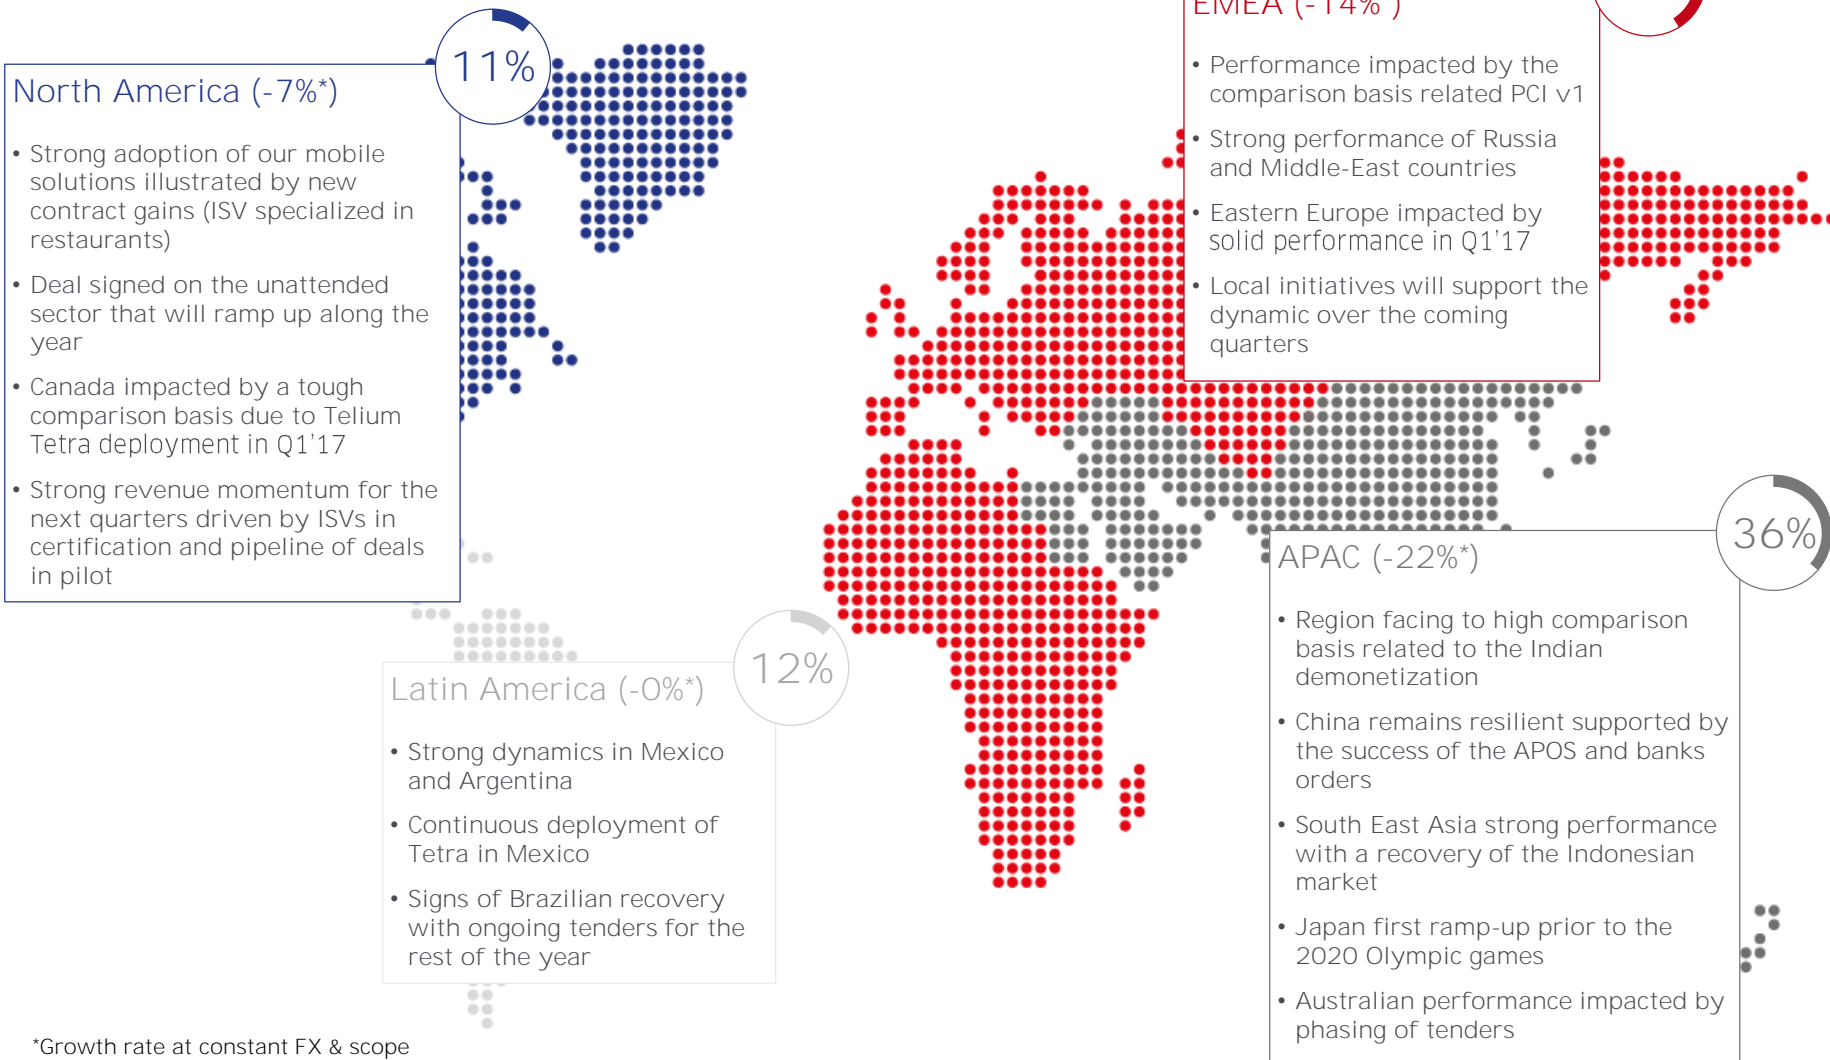 11%
North America (-7%*)
• Strong adoption of our mobile
solutions illustrated by new
contract gains (ISV specialized in
restaurants)
• Deal signed on the unattended
sector that will ramp up along the
year
• Canada impacted by a tough
comparison basis due to Telium
Tetra deployment in Q1'17
• Strong revenue momentum for the
next quarters driven by ISVs in
certification and pipeline of deals
in pilot
EMEA (-14%*)
• Performance impacted by the
comparison basis related PCI v1
• Strong performance of Russia
and Middle-East countries
• Eastern Europe impacted by
solid performance in Q1'17
• Local initiatives will support the
dynamic over the coming
quarters
12%
Latin America (-0%*)
• Strong dynamics in Mexico
and Argentina
• Continuous deployment of
Tetra in Mexico
• Signs of Brazilian recovery
with ongoing tenders for the
rest of the year
36%
APAC (-22%*)
• Region facing to high comparison
basis related to the Indian
demonetization
• China remains resilient supported by
the success of the APOS and banks
orders
• South East Asia strong performance
with a recovery of the Indonesian
market
• Japan first ramp-up prior to the
2020 Olympic games
• Australian performance impacted by
phasing of tenders
*Growth rate at constant FX & scope